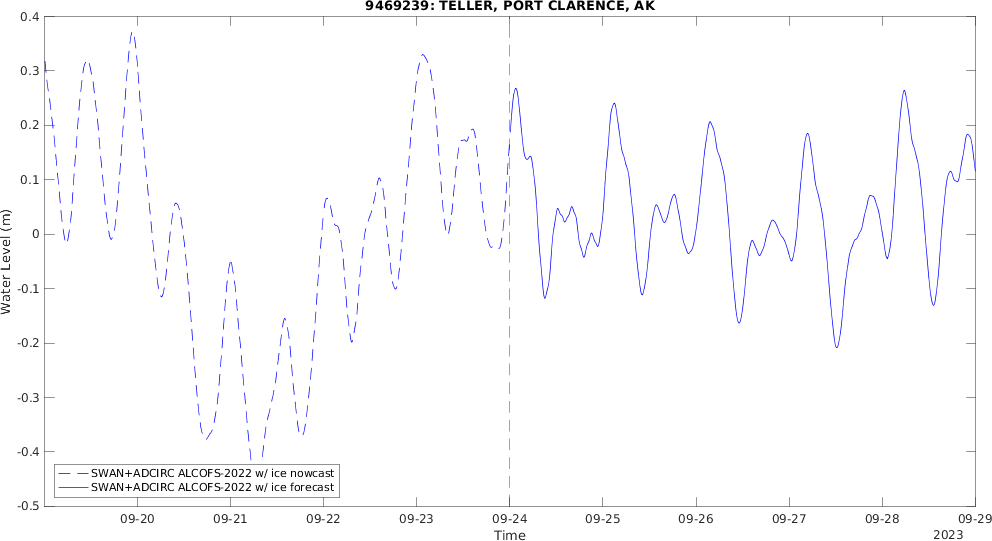 9469239: TELLER, PORT CLARENCE, AK
0.4
0.3
0.2
0.1
0
-0.1
-0.2
-0.3
-0.4
-0.5
Water Level (m)
SWAN+ADCIRC ALCOFS-2022 w/ ice nowcast
SWAN+ADCIRC ALCOFS-2022 w/ ice forecast
09-20 09-21 09-22 09-23 09-24 09-25 09-26 09-27 09-28 09-29
Time
2023